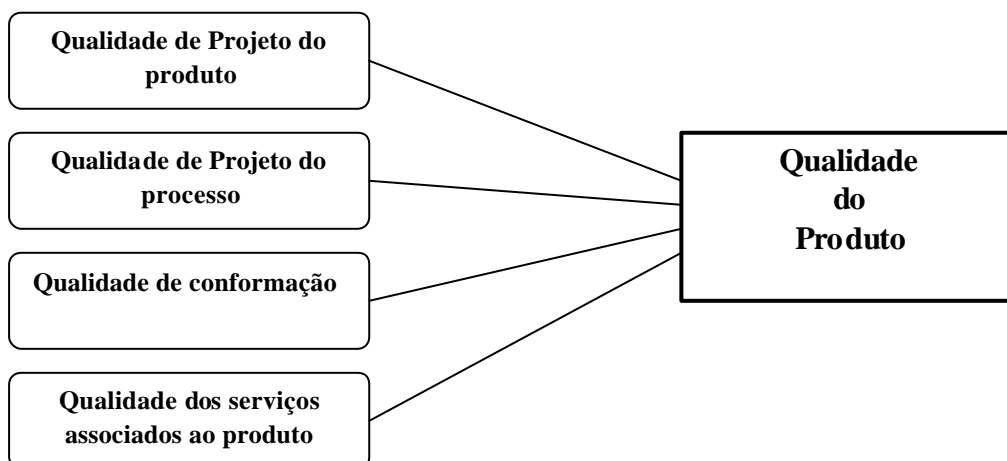 Qualidade de Projeto do
produto
Qualidade de Projeto do
processo
Qualidade de conformação
Qualidade dos serviços
associados ao produto
Qualidade
do
Produto